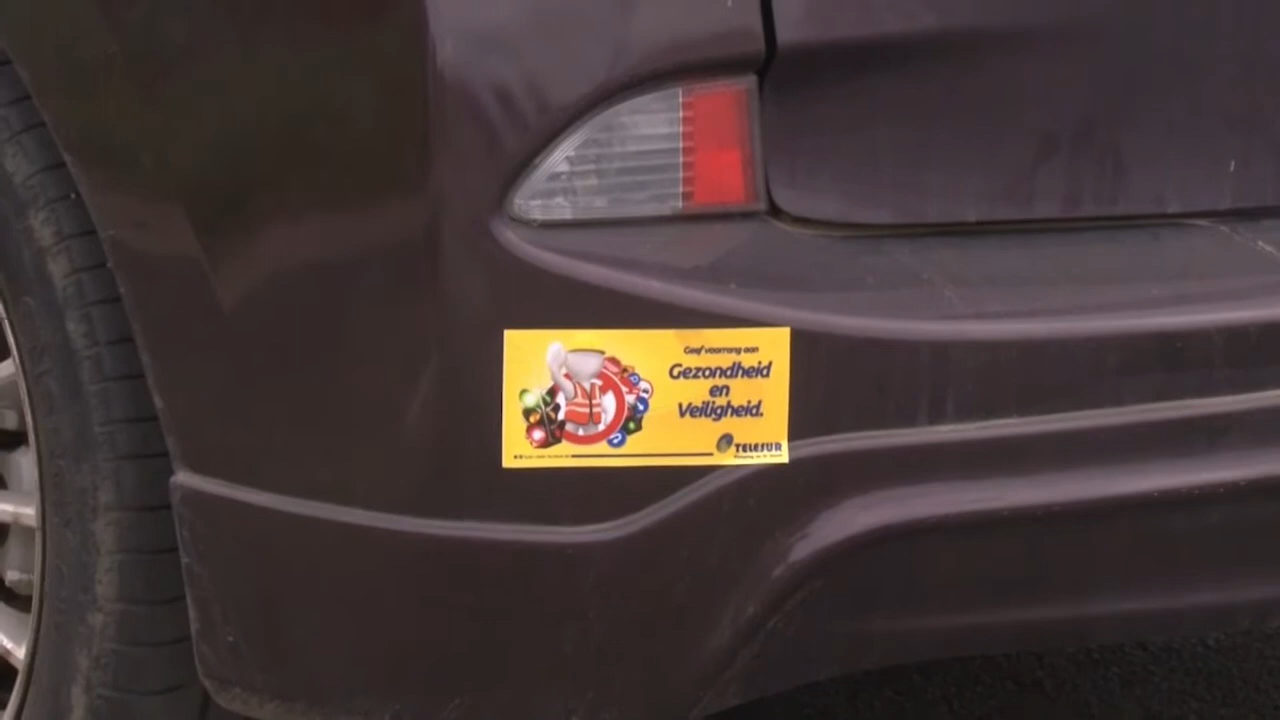 Geef voorrang aan
Gezondheid
en
Veiligheid.
TELESUR